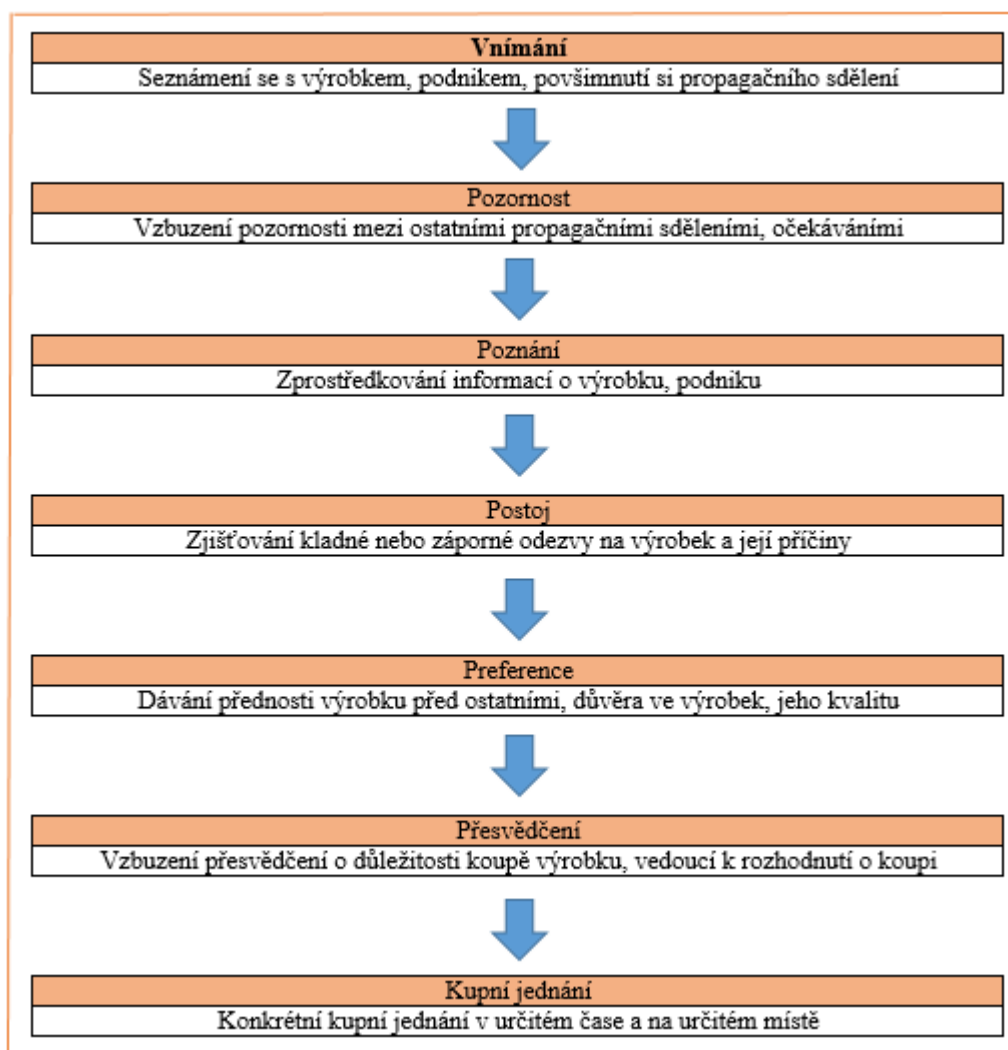 Vnímání
Seznámení se s výrobkem, podnikem, povšimnutí si propagačního sdělení
Pozornost
Vzbuzení pozornosti mezi ostatními propagačními sděleními, očekáváními
Poznání
Zprostředkování informací o výrobku, podniku
Postoj
Zjišťování kladné nebo záporné odezvy na výrobek a její příčiny
Preference
Dávání přednosti výrobku před ostatními, důvěra ve výrobek, jeho kvalitu
Přesvědčení
Vzbuzení přesvědčení o důležitosti koupě výrobku, vedoucí k rozhodnutí o koupi
Kupní jednání
Konkrétní kupní jednání v určitém čase a na určitém místě